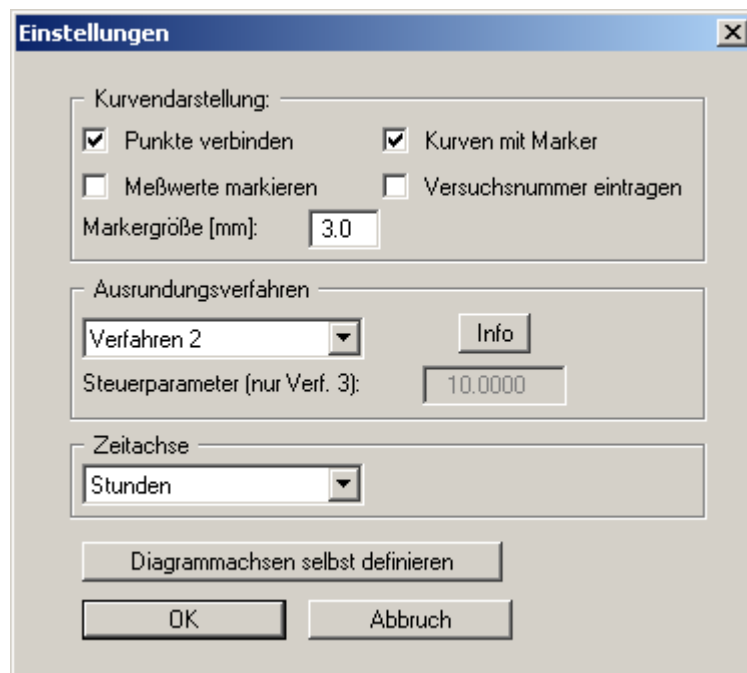 Einstellungen
Kurvendarstellung:
Punkte verbinden
Kurven mit Marker
Meßwerte markieren
Versuchsnummer eintragen
Markergröße [mm]: 3.0
Ausrundungsverfahren
Verfahren 2
Info
Steuerparameter (nur Verf. 3): 10.0000
Zeitachse
Stunden
Diagrammachsen selbst definieren
OK
Abbruch